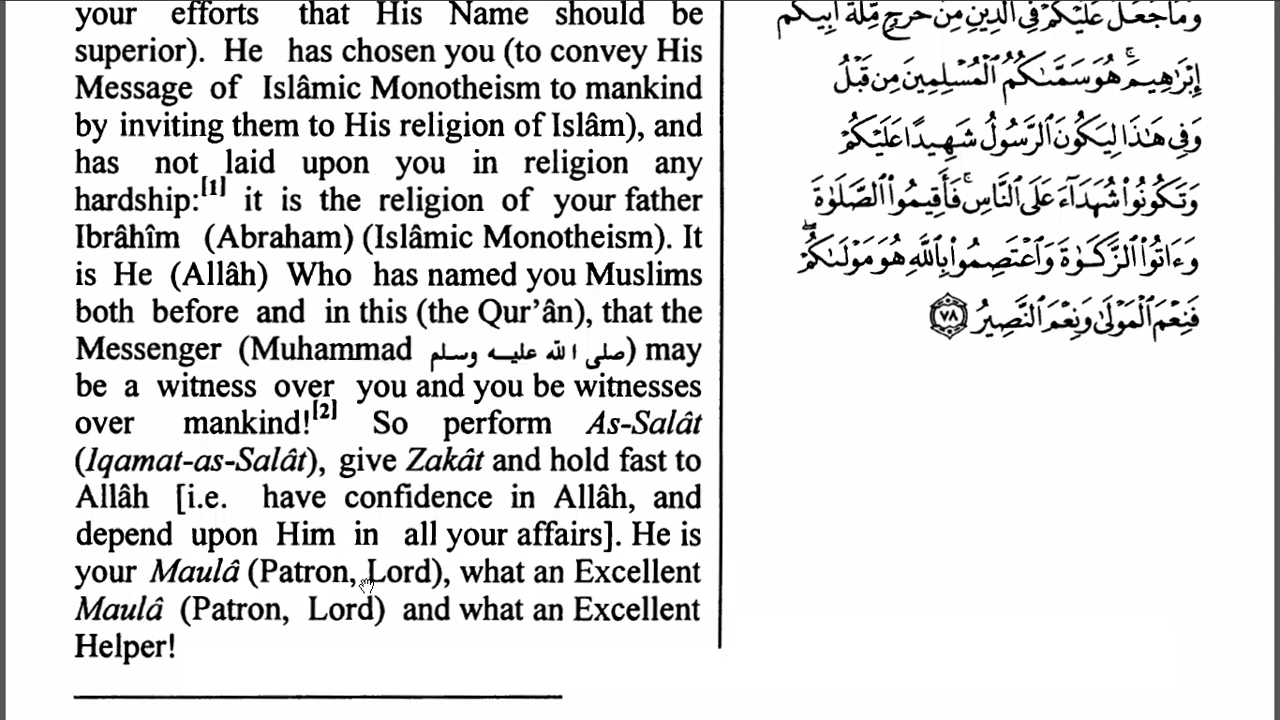 your efforts that His Name should be
superior). He has chosen you (to convey His
Message of Islâmic Monotheism to mankind
by inviting them to His religion of Islâm), and
has not laid upon you in religion any
hardship:[1] it is the religion of your father
Ibrâhîm (Abraham) (Islâmic Monotheism). It
is He (Allâh) Who has named you Muslims
both before and in this (the Qur’ân), that the
Messenger (Muhammad صلى الله عليه وسلم) may
be a witness over you and you be witnesses
over mankind![2] So perform As-Salât
(Iqamat-as-Salât), give Zakât and hold fast to
Allâh [i.e. have confidence in Allâh, and
depend upon Him in all your affairs]. He is
your Maulâ (Patron, Lord), what an Excellent
Maulâ (Patron, Lord) and what an Excellent
Helper!
وَمَا جَعَلَ عَلَيْكُمْ فِي ٱلدِّينِ مِنْ حَرَجٍ مِّلَّةَ أَبِيكُمْ
إِبْرَٰهِيمَ ۚ هُوَ سَمَّىٰكُمُ ٱلْمُسْلِمِينَ مِن قَبْلُ
وَفِي هَٰذَا لِيَكُونَ ٱلرَّسُولُ شَهِيدًا عَلَيْكُمْ
وَتَكُونُوا۟ شُهَدَآءَ عَلَى ٱلنَّاسِ ۚ فَأَقِيمُوا۟ ٱلصَّلَوٰةَ
وَءَاتُوا۟ ٱلزَّكَوٰةَ وَٱعْتَصِمُوا۟ بِٱللَّهِ هُوَ مَوْلَىٰكُمْ ۖ
فَنِعْمَ ٱلْمَوْلَىٰ وَنِعْمَ ٱلنَّصِيرُ ٧٨